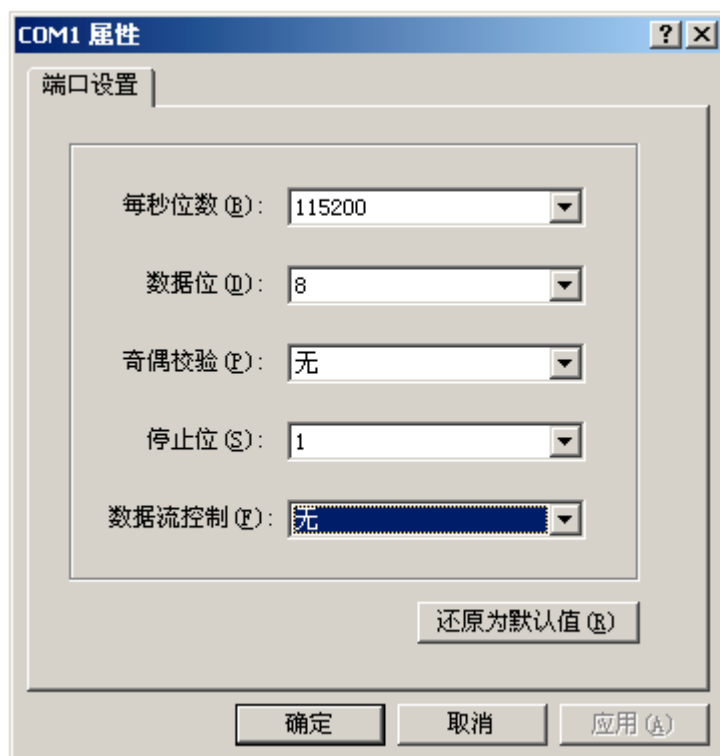 COM1 属性
端口设置
每秒位数(B): 115200
数据位(D): 8
奇偶校验(P): 无
停止位(S): 1
数据流控制(F): 无
还原为默认值(R)
确定 取消 应用(A)